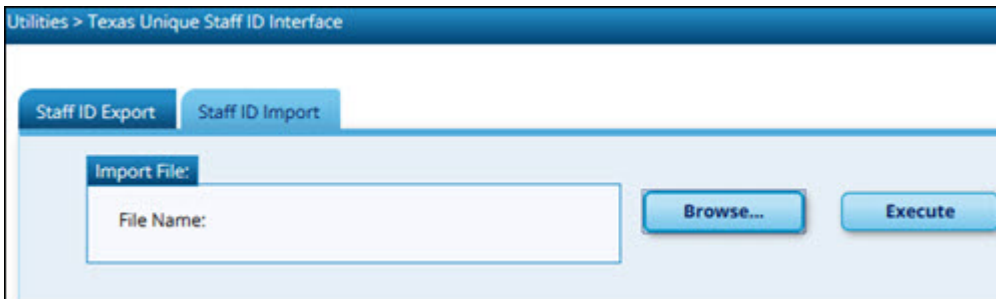 Utilities > Texas Unique Staff ID Interface
Staff ID Export
Staff ID Import
Import File:
File Name:
Browse...
Execute